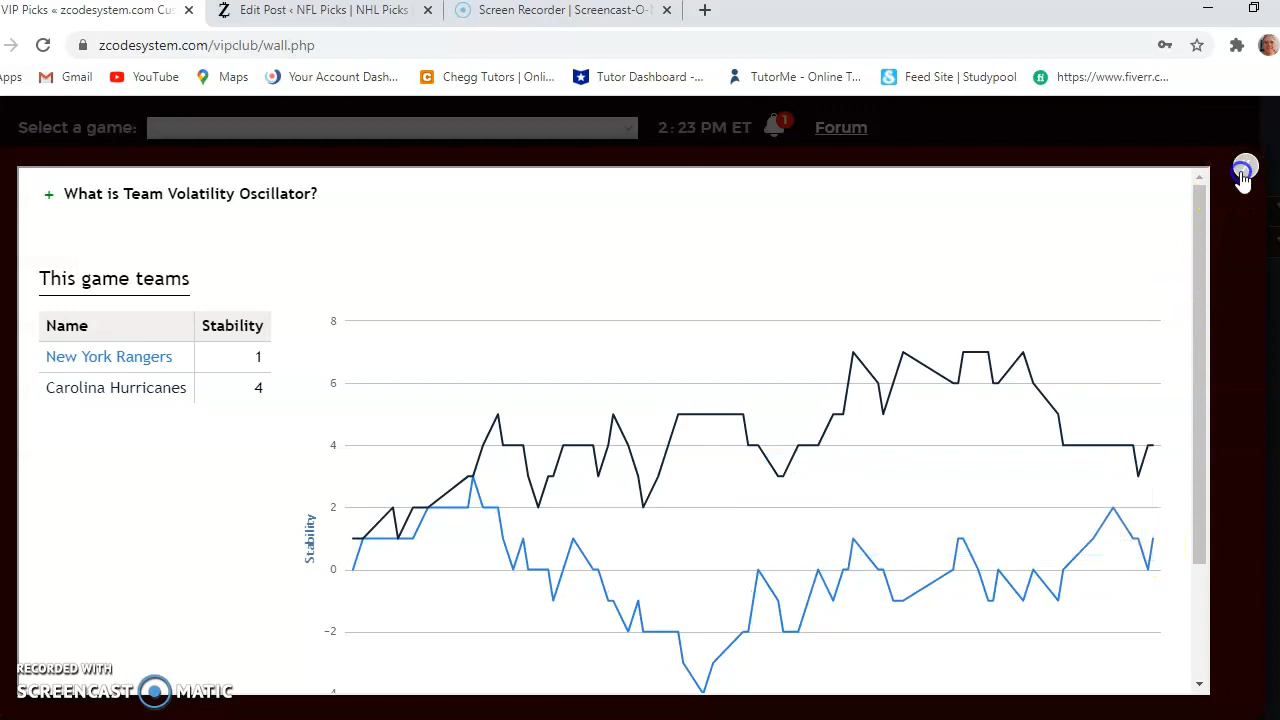 VIP Picks « zcodesystem.com Cus
Edit Post ‹ NFL Picks | NHL Picks
Screen Recorder | Screencast-O-
zcodesystem.com/vipclub/wall.php
Apps
Gmail
YouTube
Maps
Your Account Dash...
Chegg Tutors | Onli...
Tutor Dashboard -...
TutorMe - Online T...
Feed Site | Studypool
https://www.fiverr.c...
Select a game:
2:23 PM ET
1
Forum
+ What is Team Volatility Oscillator?
This game teams
Name Stability
New York Rangers 1
Carolina Hurricanes 4
Stability
8
6
4
2
0
−2
RECORDED WITH
SCREENCAST MATIC